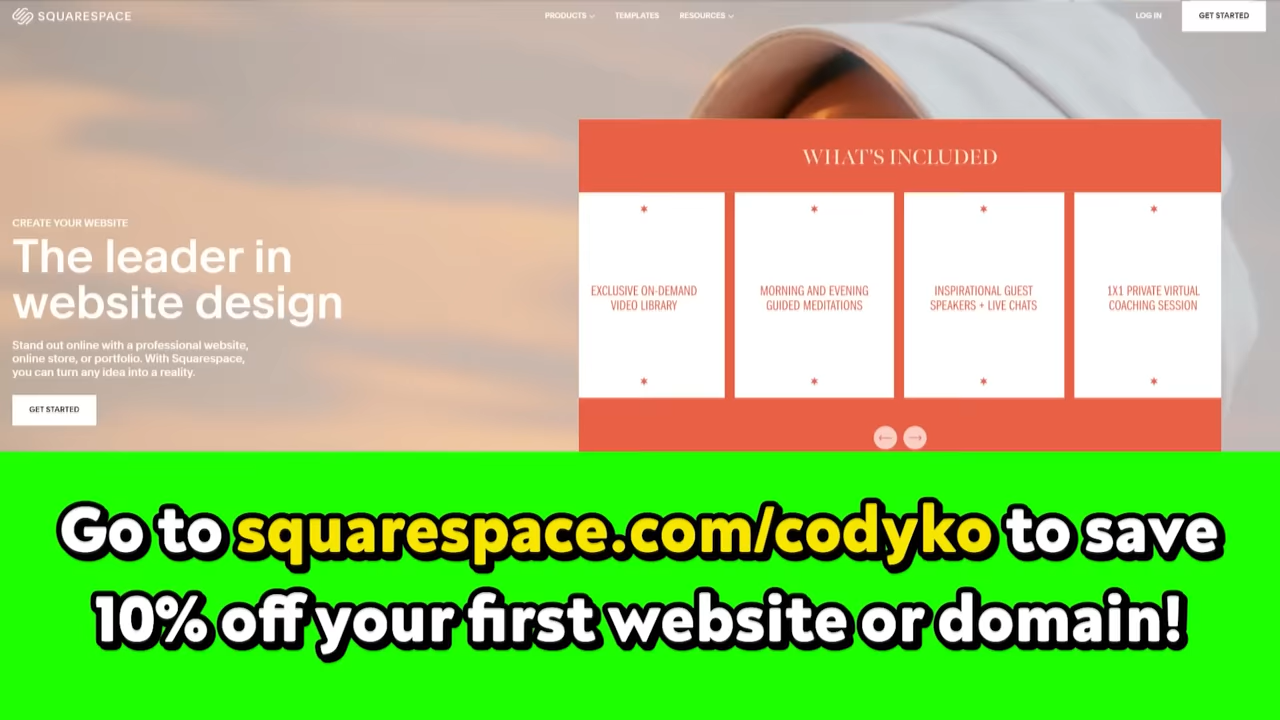 SQUARESPACE
PRODUCTS
TEMPLATES
RESOURCES
LOG IN
GET STARTED
CREATE YOUR WEBSITE
The leader in
website design
Stand out online with a professional website,
online store, or portfolio. With Squarespace,
you can turn any idea into a reality.
GET STARTED
WHAT'S INCLUDED
EXCLUSIVE ON-DEMAND
VIDEO LIBRARY
MORNING AND EVENING
GUIDED MEDITATIONS
INSPIRATIONAL GUEST
SPEAKERS + LIVE CHATS
1X1 PRIVATE VIRTUAL
COACHING SESSION
Go to squarespace.com/codyko to save
10% off your first website or domain!